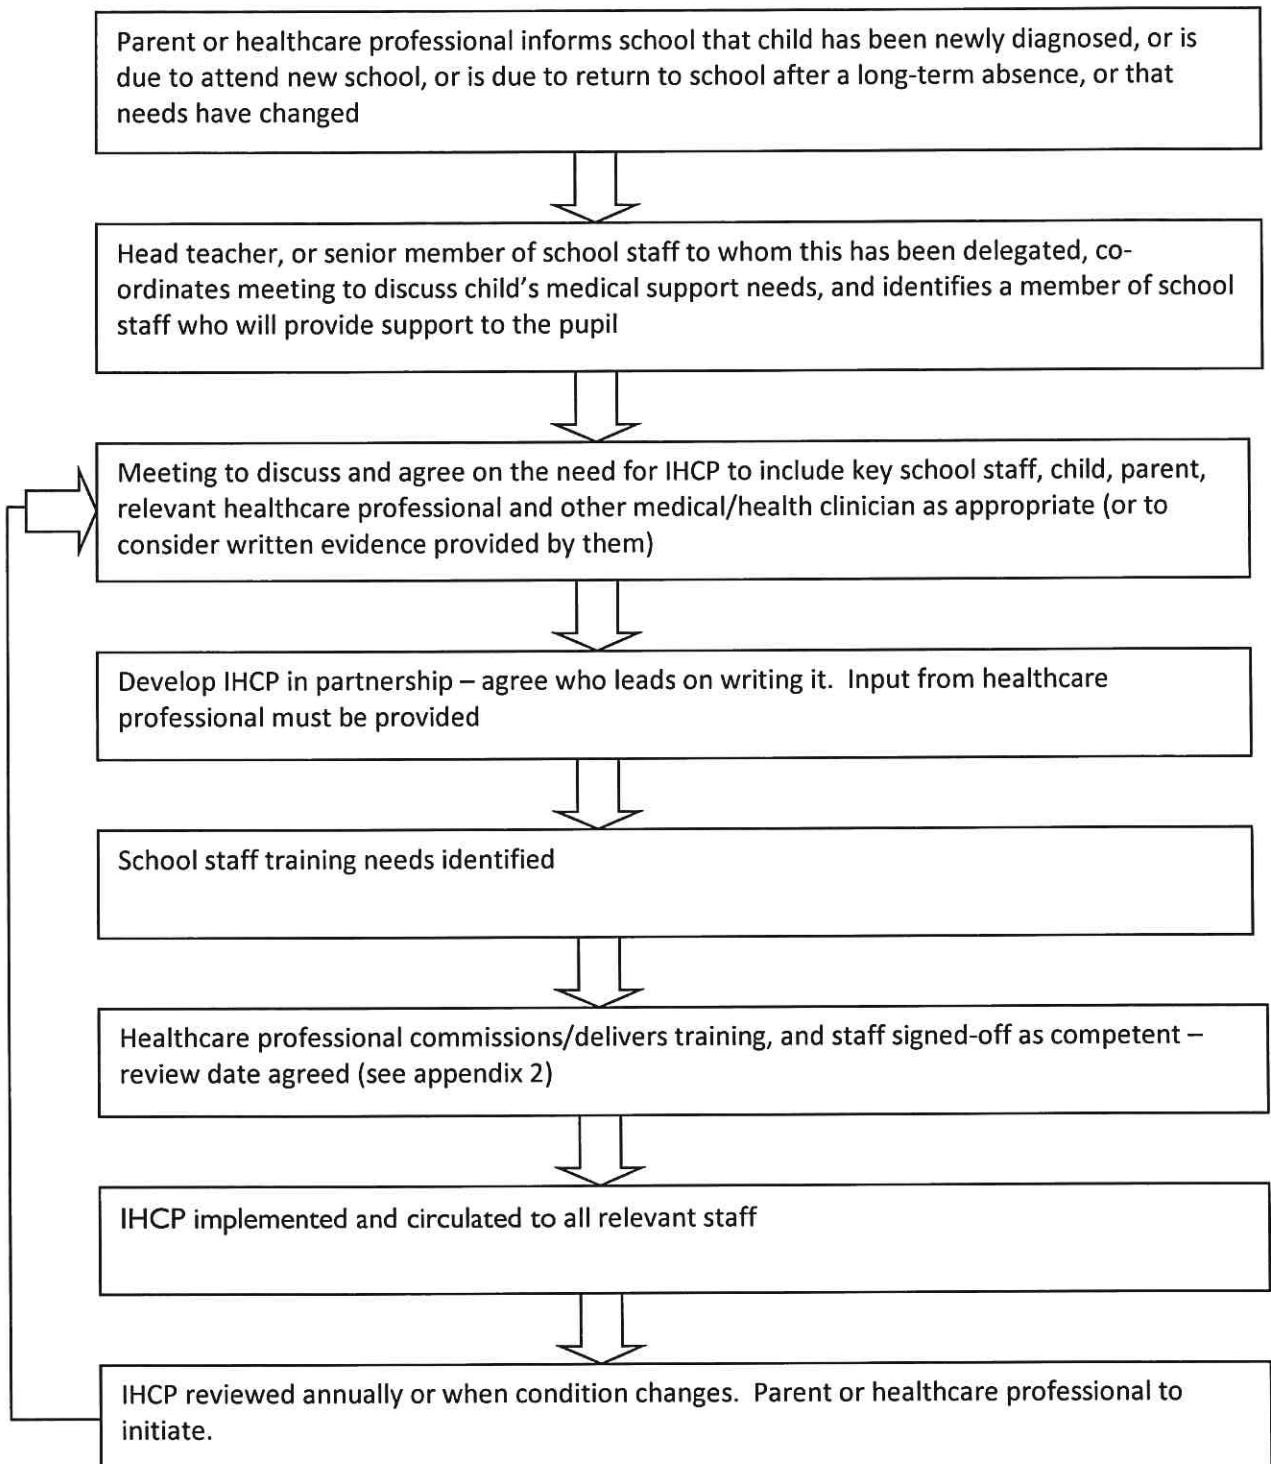 Parent or healthcare professional informs school that child has been newly diagnosed, or is
due to attend new school, or is due to return to school after a long-term absence, or that
needs have changed
Head teacher, or senior member of school staff to whom this has been delegated, co-
ordinates meeting to discuss child's medical support needs, and identifies a member of school
staff who will provide support to the pupil
Meeting to discuss and agree on the need for IHCP to include key school staff, child, parent,
relevant healthcare professional and other medical/health clinician as appropriate (or to
consider written evidence provided by them)
Develop IHCP in partnership – agree who leads on writing it.  Input from healthcare
professional must be provided
School staff training needs identified
Healthcare professional commissions/delivers training, and staff signed-off as competent –
review date agreed (see appendix 2)
IHCP implemented and circulated to all relevant staff
IHCP reviewed annually or when condition changes.  Parent or healthcare professional to
initiate.